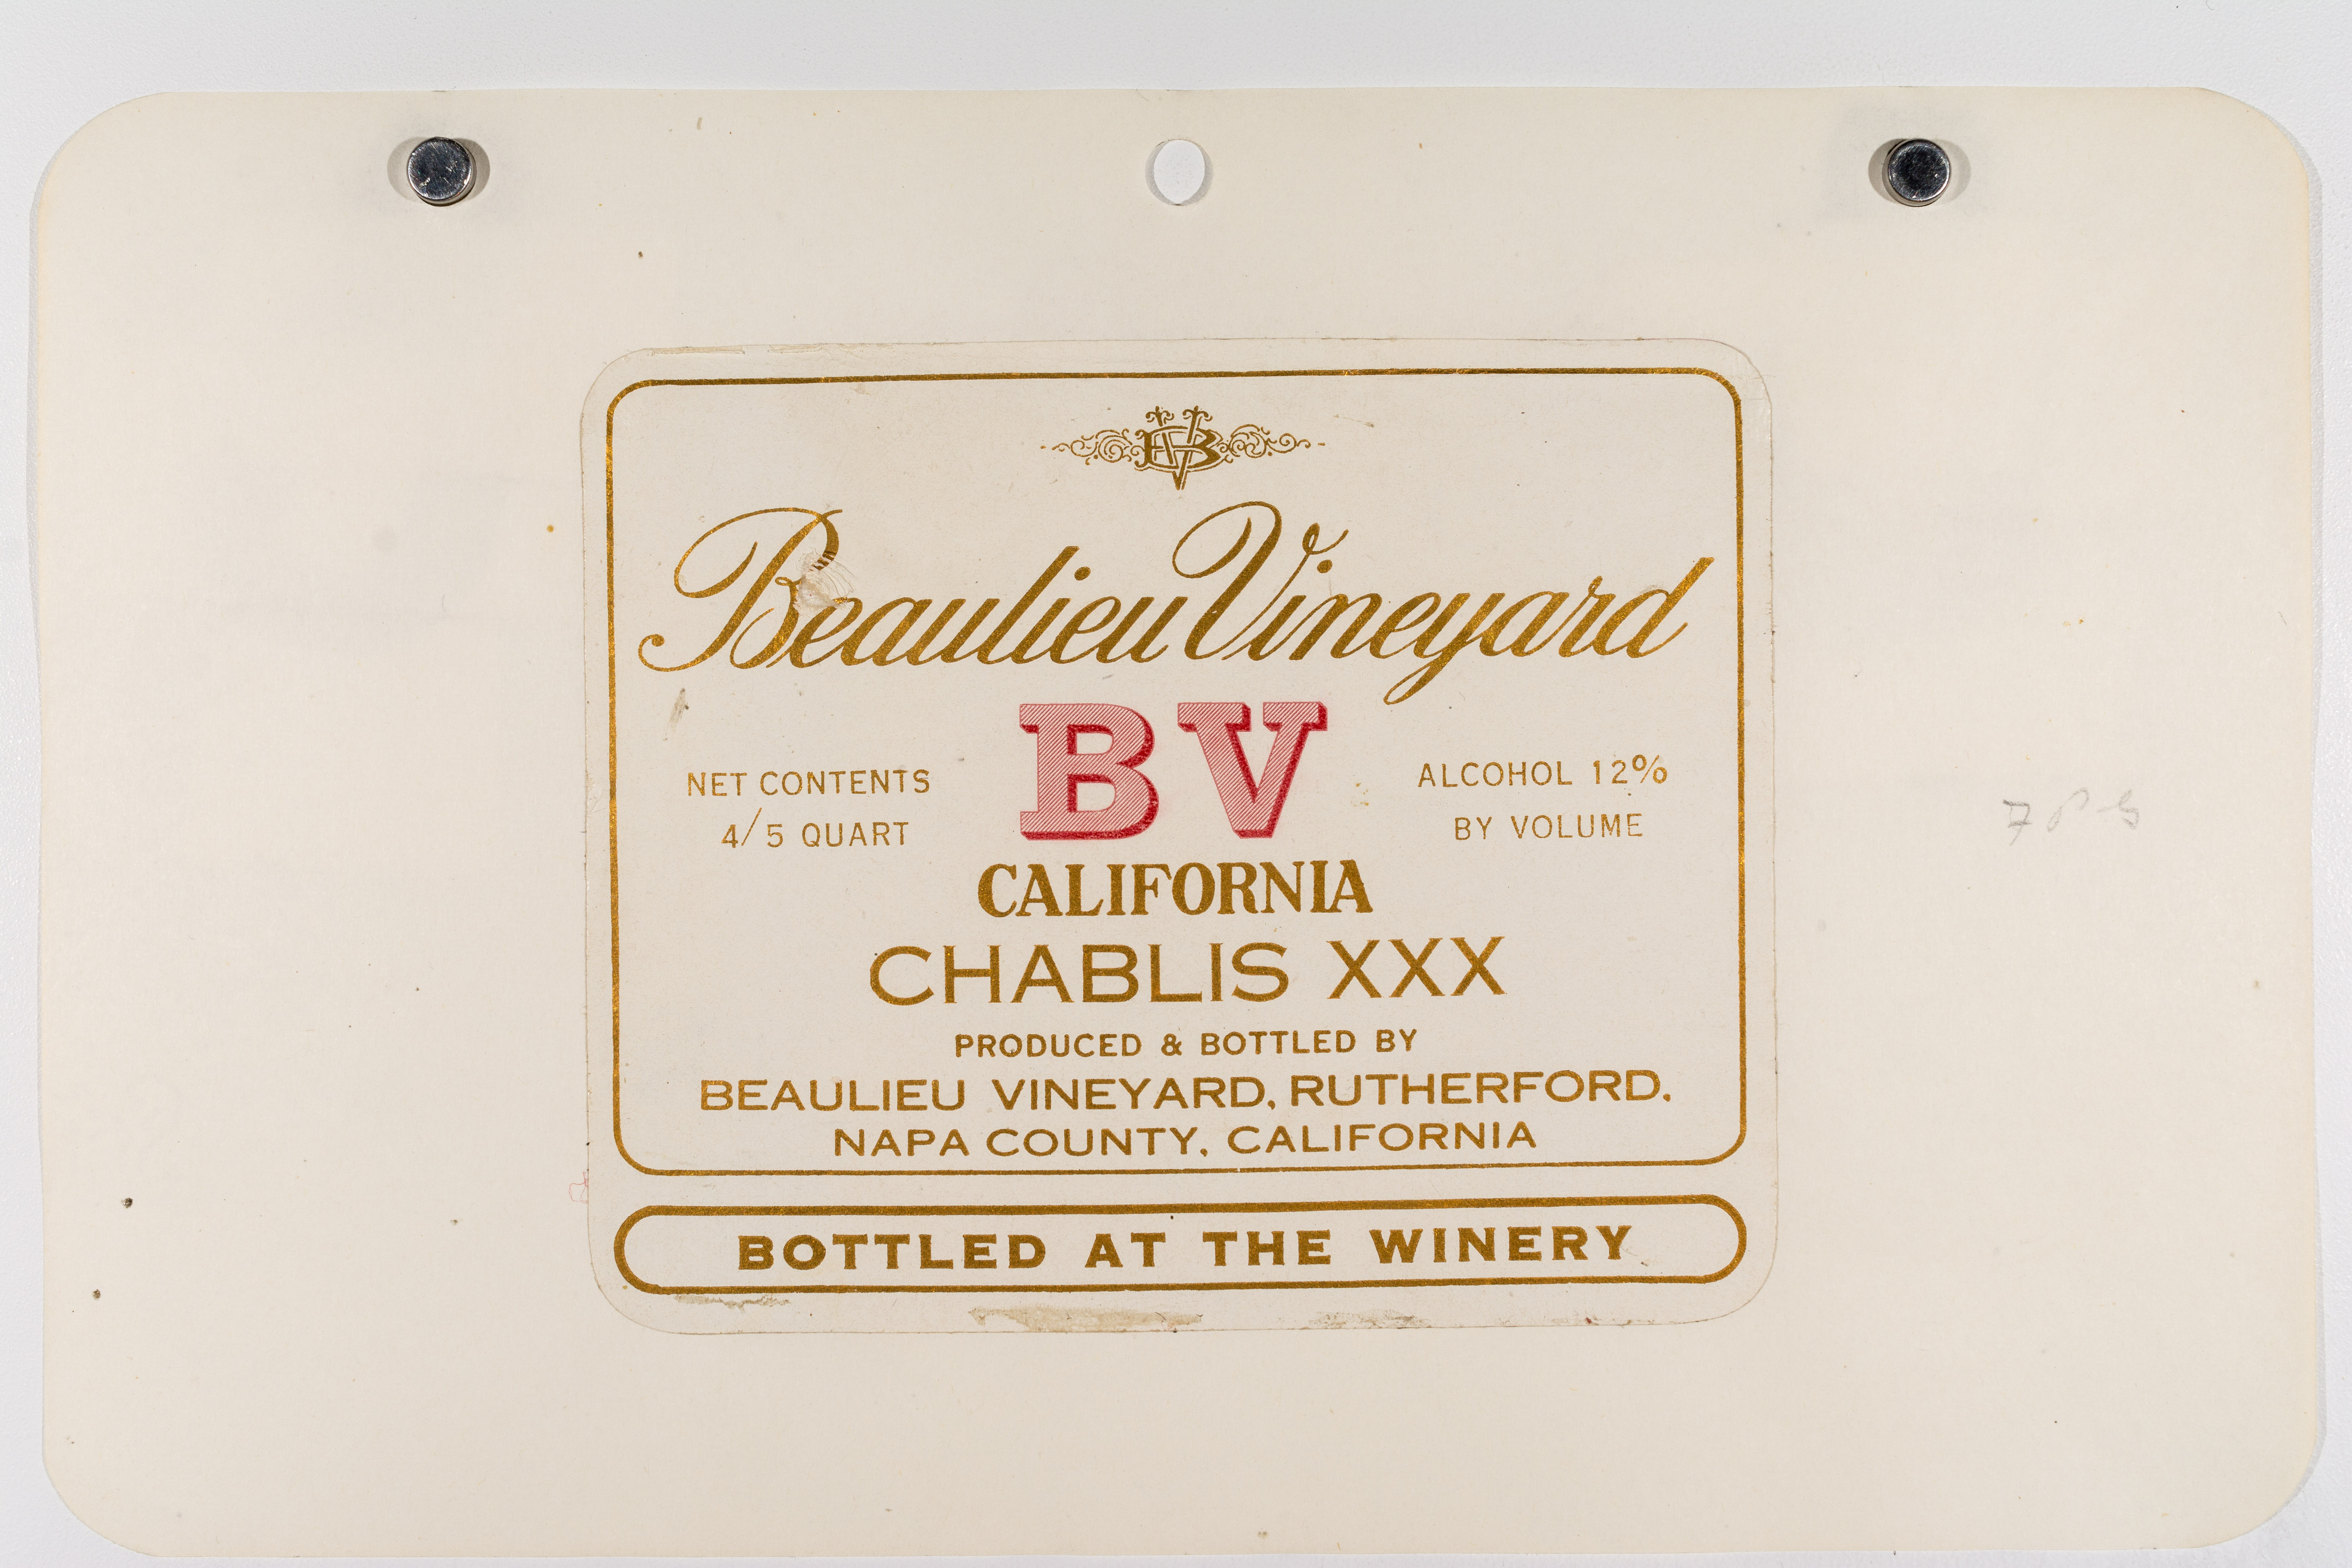 BV
Beaulieu Vineyard
BV
NET CONTENTS
4/5 QUART
ALCOHOL 12%
BY VOLUME
CALIFORNIA
CHABLIS XXX
PRODUCED & BOTTLED BY
BEAULIEU VINEYARD, RUTHERFORD,
NAPA COUNTY, CALIFORNIA
BOTTLED AT THE WINERY